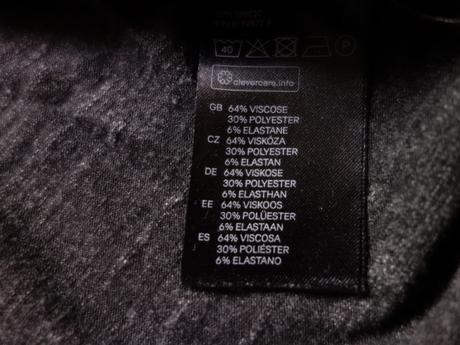 40
P
clevercare.info
GB 64% VISCOSE
30% POLYESTER
6% ELASTANE
CZ 64% VISKÓZA
30% POLYESTER
6% ELASTAN
DE 64% VISKOSE
30% POLYESTER
6% ELASTHAN
EE 64% VISKOOS
30% POLÜESTER
6% ELASTAAN
ES 64% VISCOSA
30% POLIÉSTER
6% ELASTANO